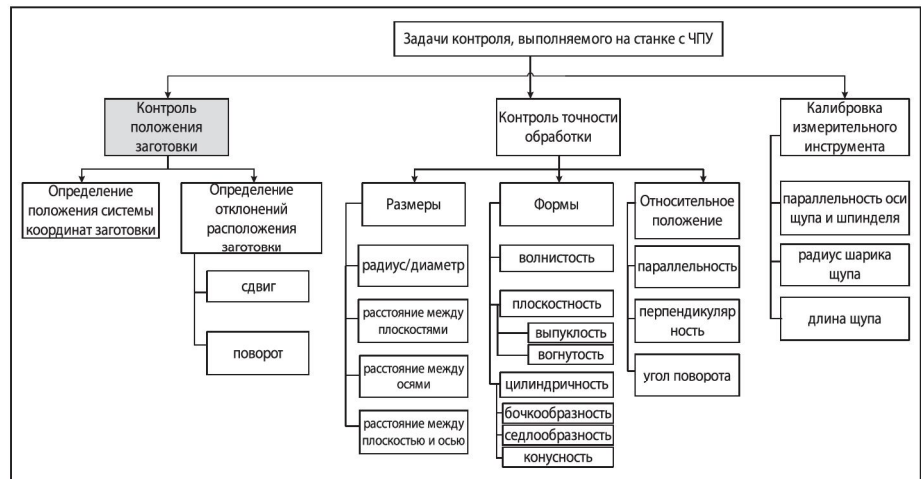 Задачи контроля, выполняемого на станке с ЧПУ
Контроль
положения
заготовки
Контроль точности
обработки
Калибровка
измерительного
инструмента
Определение
положения системы
координат заготовки
Определение
отклонений
расположения
заготовки
сдвиг
поворот
Размеры
радиус/диаметр
расстояние между
плоскостями
расстояние между
осями
расстояние между
плоскостью и осью
Формы
волнистость
плоскостность
выпуклость
вогнутость
цилиндричность
бочкообразность
седлообразность
конусность
Относительное
положение
параллельность
перпендикуляр
ность
угол поворота
параллельность оси
щупа и шпинделя
радиус шарика
щупа
длина щупа